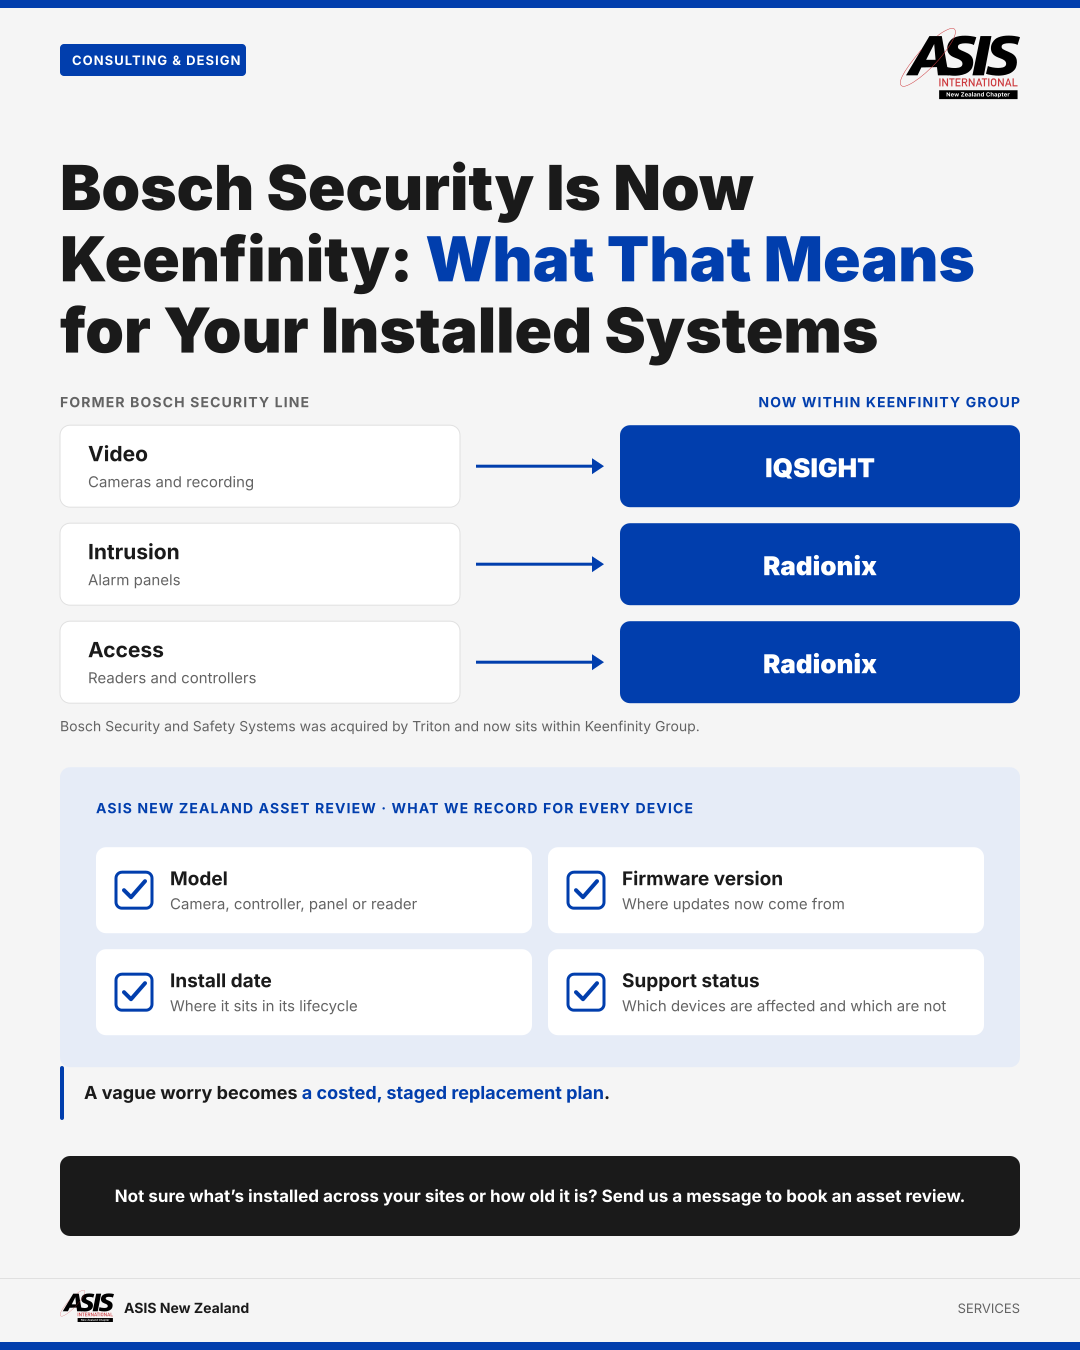 CONSULTING & DESIGN
ASIS
INTERNATIONAL
New Zealand Chapter
Bosch Security Is Now
Keenfinity: What That Means
for Your Installed Systems
FORMER BOSCH SECURITY LINE
NOW WITHIN KEENFINITY GROUP
Video
Cameras and recording
IQSIGHT
Intrusion
Alarm panels
Radionix
Access
Readers and controllers
Radionix
Bosch Security and Safety Systems was acquired by Triton and now sits within Keenfinity Group.
ASIS NEW ZEALAND ASSET REVIEW · WHAT WE RECORD FOR EVERY DEVICE
Model
Camera, controller, panel or reader
Firmware version
Where updates now come from
Install date
Where it sits in its lifecycle
Support status
Which devices are affected and which are not
A vague worry becomes a costed, staged replacement plan.
Not sure what’s installed across your sites or how old it is? Send us a message to book an asset review.
ASIS
INTERNATIONAL
New Zealand Chapter
ASIS New Zealand
SERVICES